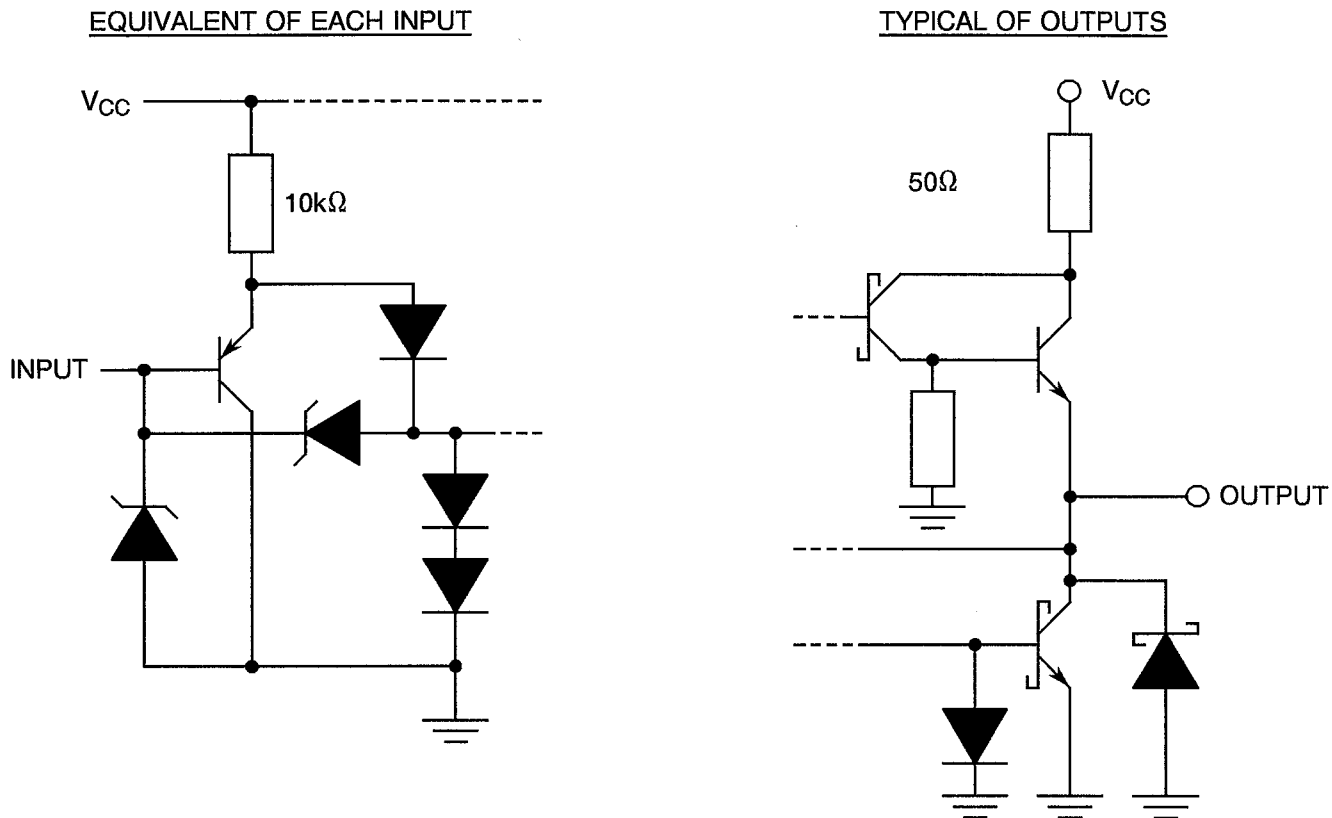 EQUIVALENT OF EACH INPUT
TYPICAL OF OUTPUTS
VCC
VCC
10kΩ
50Ω
INPUT
OUTPUT